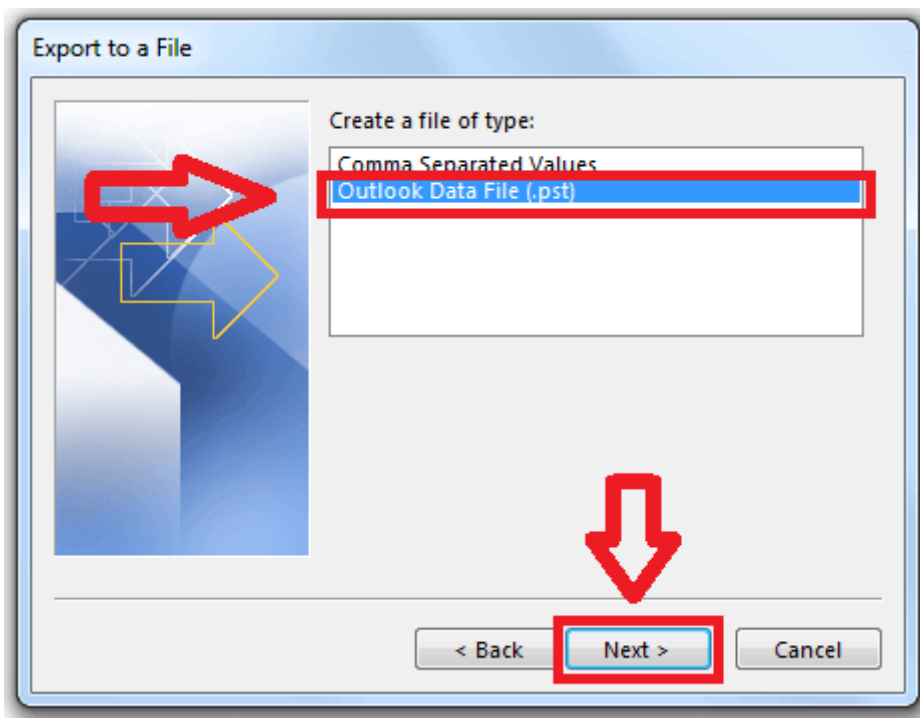 Export to a File
Create a file of type:
Comma Separated Values
Outlook Data File (.pst)
< Back
Next >
Cancel